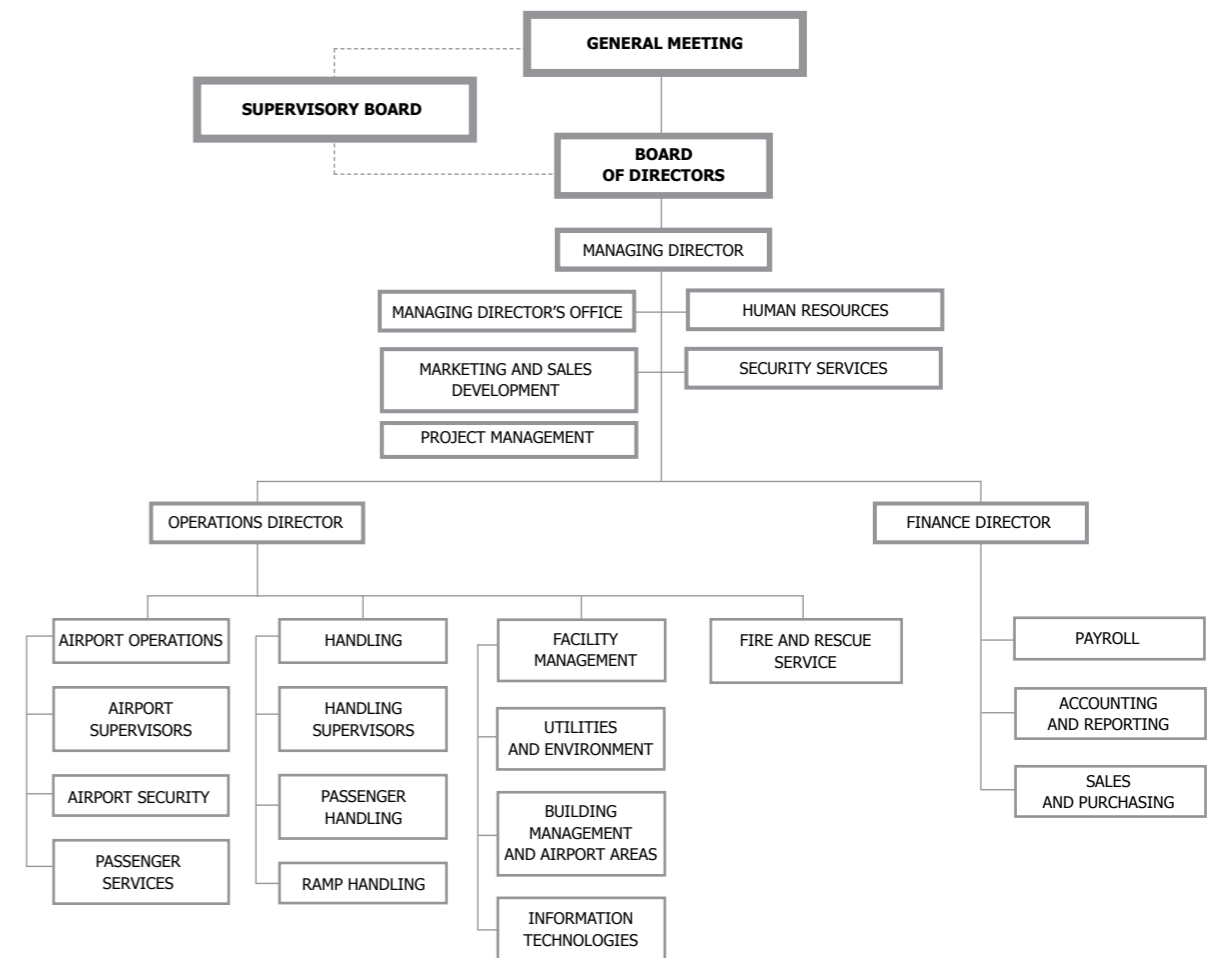 GENERAL MEETING
SUPERVISORY BOARD
BOARD
OF DIRECTORS
MANAGING DIRECTOR
MANAGING DIRECTOR’S OFFICE
HUMAN RESOURCES
MARKETING AND SALES
DEVELOPMENT
SECURITY SERVICES
PROJECT MANAGEMENT
OPERATIONS DIRECTOR
FINANCE DIRECTOR
AIRPORT OPERATIONS
AIRPORT
SUPERVISORS
AIRPORT SECURITY
PASSENGER
SERVICES
HANDLING
HANDLING
SUPERVISORS
PASSENGER
HANDLING
RAMP HANDLING
FACILITY
MANAGEMENT
UTILITIES
AND ENVIRONMENT
BUILDING
MANAGEMENT
AND AIRPORT AREAS
INFORMATION
TECHNOLOGIES
FIRE AND RESCUE
SERVICE
PAYROLL
ACCOUNTING
AND REPORTING
SALES
AND PURCHASING